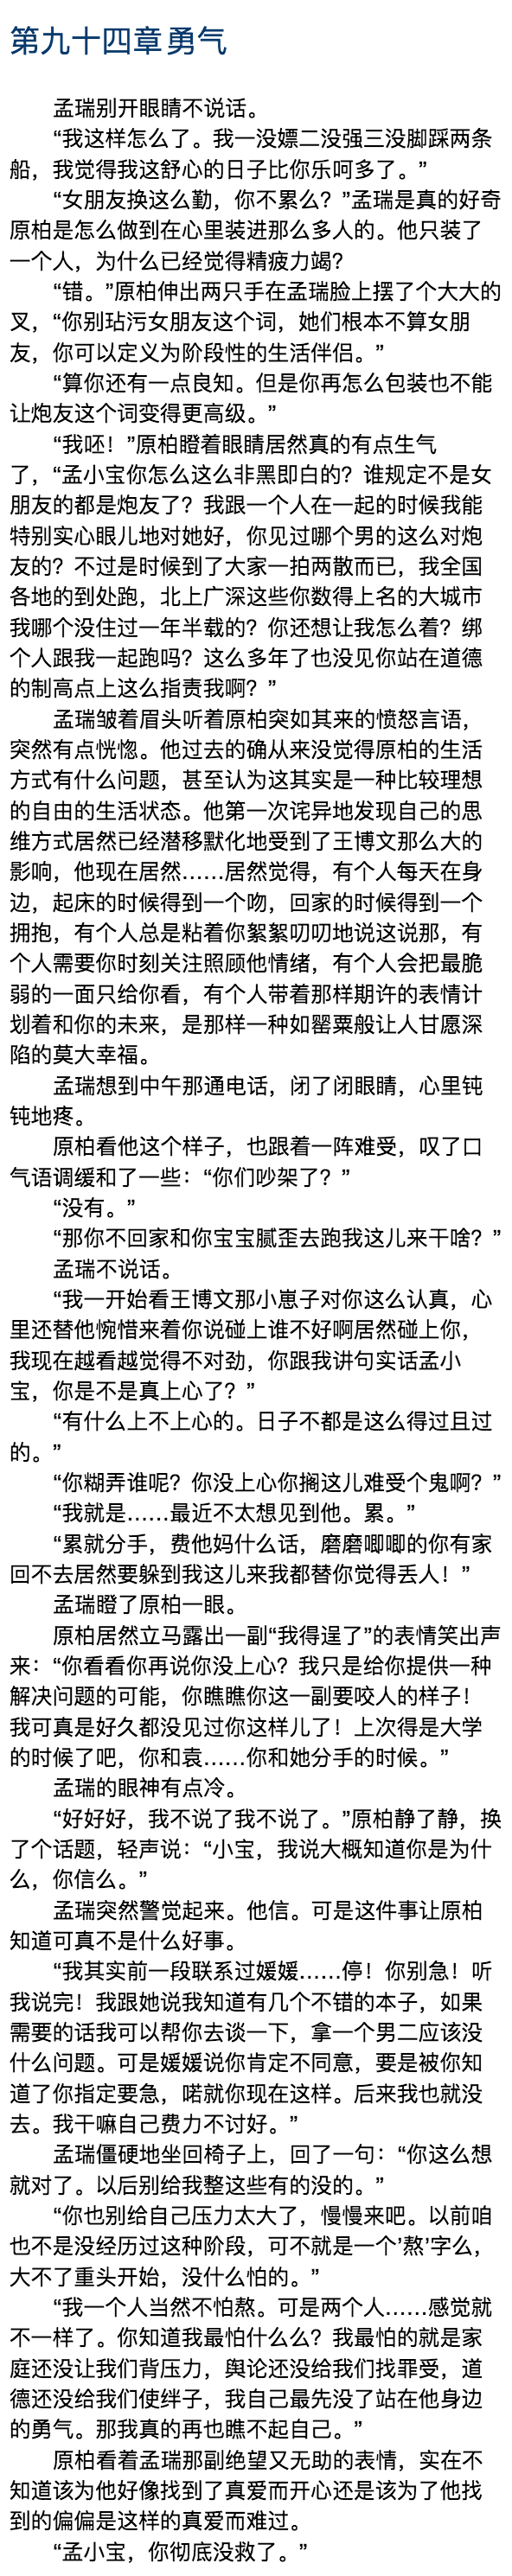 第九十四章 勇气
孟瑞别开眼睛不说话。
“我这样怎么了。我一没嫖二没强三没脚踩两条
船，我觉得我这舒心的日子比你乐呵多了。”
“女朋友换这么勤，你不累么？”孟瑞是真的好奇
原柏是怎么做到在心里装进那么多人的。他只装了
一个人，为什么已经觉得精疲力竭？
“错。”原柏伸出两只手在孟瑞脸上摆了个大大的
叉，“你别玷污女朋友这个词，她们根本不算女朋
友，你可以定义为阶段性的生活伴侣。”
“算你还有一点良知。但是你再怎么包装也不能
让炮友这个词变得更高级。”
“我呸！”原柏瞪着眼睛居然真的有点生气
了，“孟小宝你怎么这么非黑即白的？谁规定不是女
朋友的都是炮友了？我跟一个人在一起的时候我能
特别实心眼儿地对她好，你见过哪个男的这么对炮
友的？不过是时候到了大家一拍两散而已，我全国
各地的到处跑，北上广深这些你数得上名的大城市
我哪个没住过一年半载的？你还想让我怎么着？绑
个人跟我一起跑吗？这么多年了也没见你站在道德
的制高点上这么指责我啊？”
孟瑞皱着眉头听着原柏突如其来的愤怒言语，
突然有点恍惚。他过去的确从来没觉得原柏的生活
方式有什么问题，甚至认为这其实是一种比较理想
的自由的生活状态。他第一次诧异地发现自己的思
维方式居然已经潜移默化地受到了王博文那么大的
影响，他现在居然……居然觉得，有个人每天在身
边，起床的时候得到一个吻，回家的时候得到一个
拥抱，有个人总是粘着你絮絮叨叨地说这说那，有
个人需要你时刻关注照顾他情绪，有个人会把最脆
弱的一面只给你看，有个人带着那样期许的表情计
划着和你的未来，是那样一种如罂粟般让人甘愿深
陷的莫大幸福。
孟瑞想到中午那通电话，闭了闭眼睛，心里钝
钝地疼。
原柏看他这个样子，也跟着一阵难受，叹了口
气语调缓和了一些：“你们吵架了？”
“没有。”
“那你不回家和你宝宝腻歪去跑我这儿来干啥？”
孟瑞不说话。
“我一开始看王博文那小崽子对你这么认真，心
里还替他惋惜来着你说碰上谁不好啊居然碰上你，
我现在越看越觉得不对劲，你跟我讲句实话孟小
宝，你是不是真上心了？”
“有什么上不上心的。日子不都是这么得过且过
的。”
“你糊弄谁呢？你没上心你搁这儿难受个鬼啊？”
“我就是……最近不太想见到他。累。”
“累就分手，费他妈什么话，磨磨唧唧的你有家
回不去居然要躲到我这儿来我都替你觉得丢人！”
孟瑞瞪了原柏一眼。
原柏居然立马露出一副“我得逞了”的表情笑出声
来：“你看看你再说你没上心？我只是给你提供一种
解决问题的可能，你瞧瞧你这一副要咬人的样子！
我可真是好久都没见过你这样儿了！上次得是大学
的时候了吧，你和袁……你和她分手的时候。”
孟瑞的眼神有点冷。
“好好好，我不说了我不说了。”原柏静了静，换
了个话题，轻声说：“小宝，我说大概知道你是为什
么，你信么。”
孟瑞突然警觉起来。他信。可是这件事让原柏
知道可真不是什么好事。
“我其实前一段联系过媛媛……停！你别急！听
我说完！我跟她说我知道有几个不错的本子，如果
需要的话我可以帮你去谈一下，拿一个男二应该没
什么问题。可是媛媛说你肯定不同意，要是被你知
道了你指定要急，喏就你现在这样。后来我也就没
去。我干嘛自己费力不讨好。”
孟瑞僵硬地坐回椅子上，回了一句：“你这么想
就对了。以后别给我整这些有的没的。”
“你也别给自己压力太大了，慢慢来吧。以前咱
也不是没经历过这种阶段，可不就是一个’熬’字么，
大不了重头开始，没什么怕的。”
“我一个人当然不怕熬。可是两个人……感觉就
不一样了。你知道我最怕什么么？我最怕的就是家
庭还没让我们背压力，舆论还没给我们找罪受，道
德还没给我们使绊子，我自己最先没了站在他身边
的勇气。那我真的再也瞧不起自己。”
原柏看着孟瑞那副绝望又无助的表情，实在不
知道该为他好像找到了真爱而开心还是该为了他找
到的偏偏是这样的真爱而难过。
“孟小宝，你彻底没救了。”